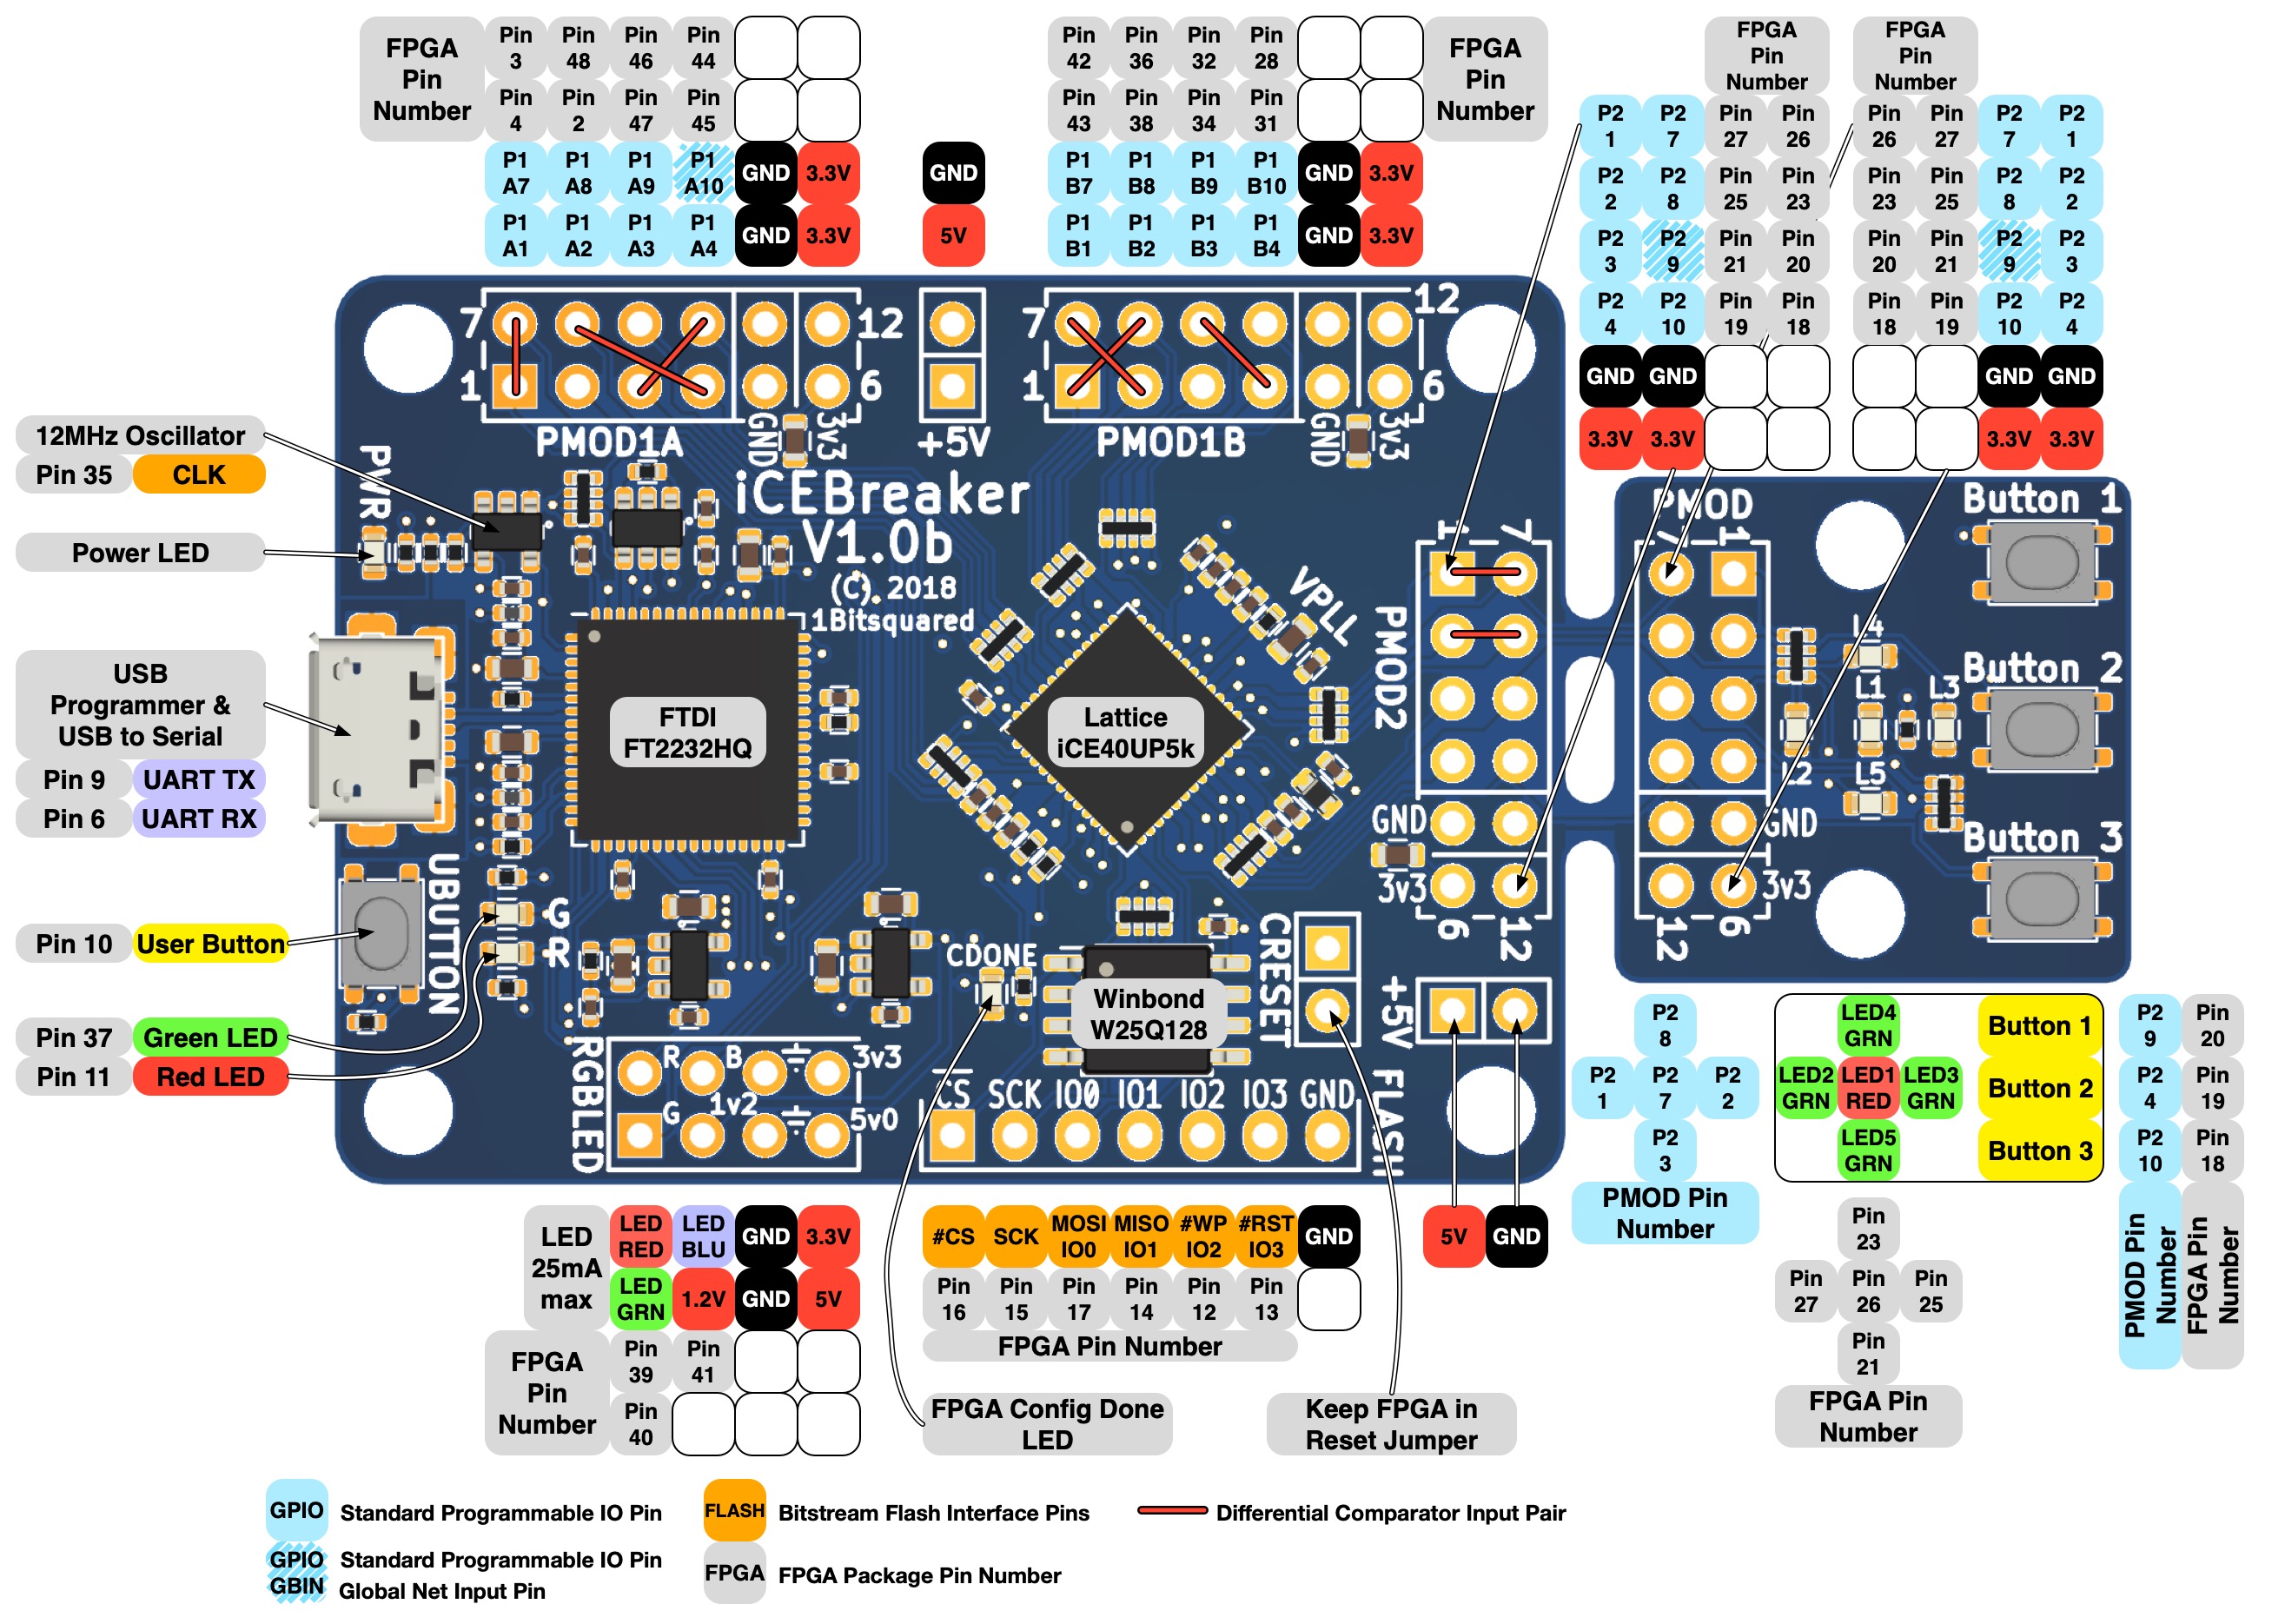 FPGA Pin Number
Pin 3 Pin 48 Pin 46 Pin 44
Pin 4 Pin 2 Pin 47 Pin 45
P1 A7 P1 A8 P1 A9 P1 A10 GND 3.3V
P1 A1 P1 A2 P1 A3 P1 A4 GND 3.3V
GND
5V
Pin 42 Pin 36 Pin 32 Pin 28
Pin 43 Pin 38 Pin 34 Pin 31
FPGA Pin Number
P1 B7 P1 B8 P1 B9 P1 B10 GND 3.3V
P1 B1 P1 B2 P1 B3 P1 B4 GND 3.3V
FPGA Pin Number
FPGA Pin Number
P2 1 P2 7 Pin 27 Pin 26
P2 2 P2 8 Pin 25 Pin 23
P2 3 P2 9 Pin 21 Pin 20
P2 4 P2 10 Pin 19 Pin 18
GND GND
3.3V 3.3V
Pin 26 Pin 27 P2 7 P2 1
Pin 23 Pin 25 P2 8 P2 2
Pin 20 Pin 21 P2 9 P2 3
Pin 18 Pin 19 P2 10 P2 4
GND GND
3.3V 3.3V
7 12
1 6
PMOD1A
GND 3v3
+5V
7 12
1 6
PMOD1B
GND 3v3
12MHz Oscillator
Pin 35 CLK
Power LED
USB
Programmer &
USB to Serial
Pin 9 UART TX
Pin 6 UART RX
Pin 10 User Button
Pin 37 Green LED
Pin 11 Red LED
PWR
iCEBreaker
V1.0b
(C) 2018
1Bitsquared
VPLL
FTDI
FT2232HQ
Lattice
iCE40UP5k
1 7
PMOD2
GND
3v3
6 12
PMOD
7 1
GND
3v3
12 6
L4
L1 L3
L2 L5
Button 1
Button 2
Button 3
UBUTTON
G
R
CDONE
Winbond
W25Q128
CRESET
+5V
RGBLED
R B 3v3
G 1v2 5v0
CS SCK IO0 IO1 IO2 IO3 GND
FLASH
LED
25mA
max
LED RED LED BLU GND 3.3V
LED GRN 1.2V GND 5V
FPGA
Pin
Number
Pin 39 Pin 41
Pin 40
#CS SCK MOSI IO0 MISO IO1 #WP IO2 #RST IO3 GND
Pin 16 Pin 15 Pin 17 Pin 14 Pin 12 Pin 13
FPGA Pin Number
5V GND
FPGA Config Done
LED
Keep FPGA in
Reset Jumper
P2 8
P2 1 P2 7 P2 2
P2 3
PMOD Pin
Number
LED4 GRN
LED2 GRN LED1 RED LED3 GRN
LED5 GRN
Button 1
Button 2
Button 3
P2 9 Pin 20
P2 4 Pin 19
P2 10 Pin 18
PMOD Pin Number
FPGA Pin Number
Pin 23
Pin 27 Pin 26 Pin 25
Pin 21
FPGA Pin
Number
GPIO Standard Programmable IO Pin
GPIO GBIN Standard Programmable IO Pin
Global Net Input Pin
FLASH Bitstream Flash Interface Pins
FPGA FPGA Package Pin Number
Differential Comparator Input Pair